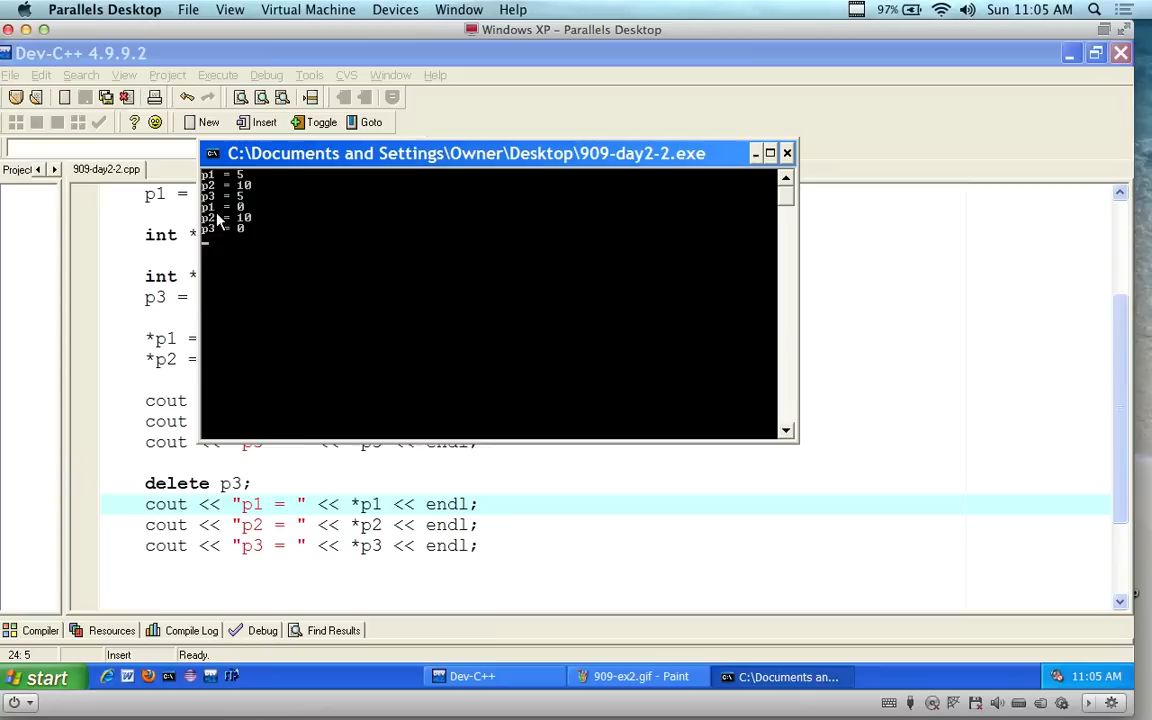 Parallels Desktop File View Virtual Machine Devices Window Help 97% Sun 11:05 AM
Windows XP – Parallels Desktop
Dev-C++ 4.9.9.2
File Edit Search View Project Execute Debug Tools CVS Window Help
New Insert Toggle Goto
C:\Documents and Settings\Owner\Desktop\909-day2-2.exe
Project 909-day2-2.cpp
p1 = 5
p2 = 10
p3 = 5
p1 = 0
p2 = 10
p3 = 0
p1 =
int *
int *
p3 =
*p1 =
*p2 =
cout
cout
cout << "p3 = " << *p3 << endl;
delete p3;
cout << "p1 = " << *p1 << endl;
cout << "p2 = " << *p2 << endl;
cout << "p3 = " << *p3 << endl;
Compiler Resources Compile Log Debug Find Results
24: 5 Insert Ready.
start Dev-C++ 909-ex2.gif - Paint C:\Documents an... 11:05 AM